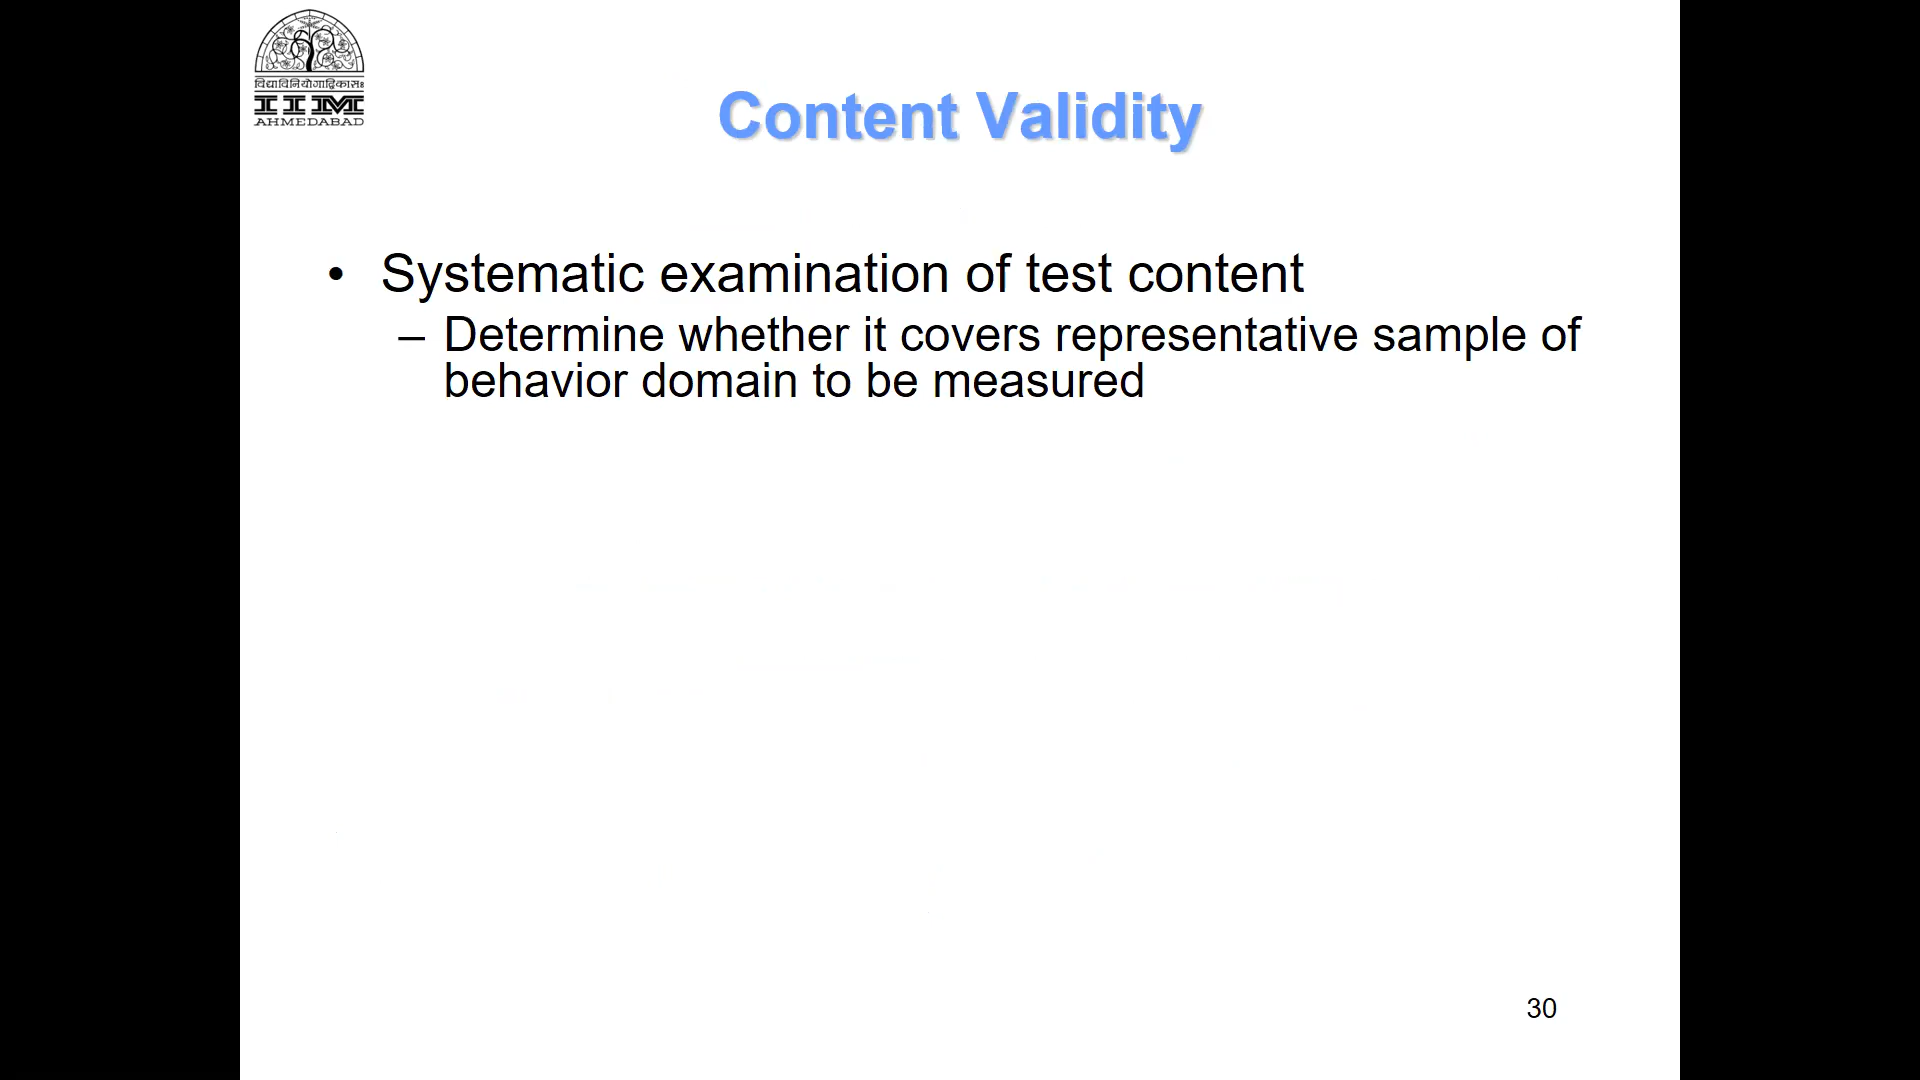 विद्याविनियोगाद्विकासः
IIM
AHMEDABAD
Content Validity
• Systematic examination of test content
– Determine whether it covers representative sample of
behavior domain to be measured
30